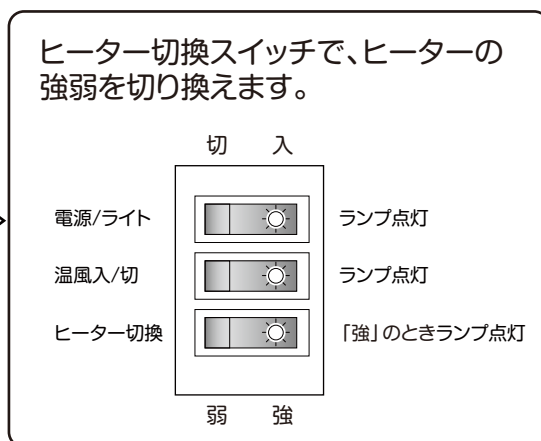 ヒーター切換スイッチで、ヒーターの
強弱を切り換えます。
切 入
電源/ライト ランプ点灯
温風入/切 ランプ点灯
ヒーター切換 「強」のときランプ点灯
弱 強